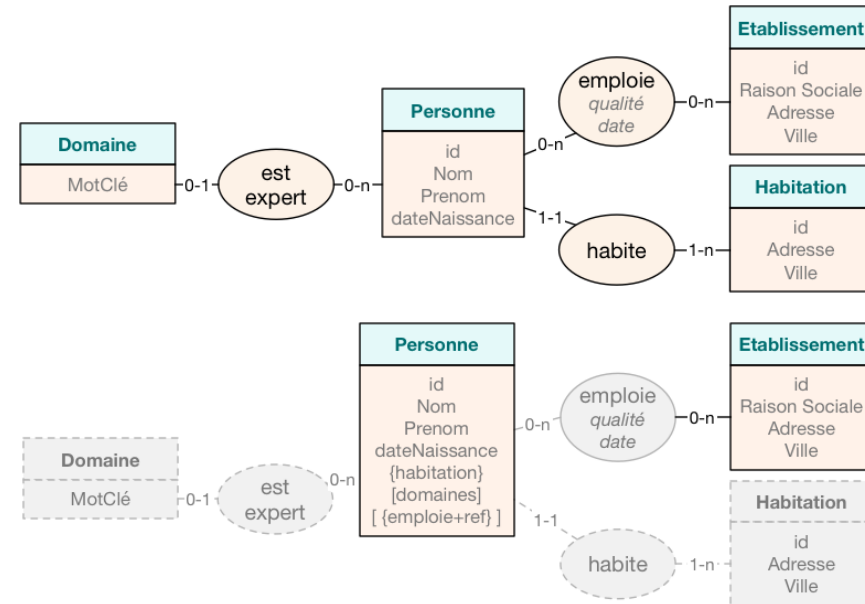 Domaine
MotClé
0-1
est
expert
0-n
Personne
id
Nom
Prenom
dateNaissance
0-n
emploie
qualité
date
0-n
Etablissement
id
Raison Sociale
Adresse
Ville
1-1
habite
1-n
Habitation
id
Adresse
Ville
Domaine
MotClé
0-1
est
expert
0-n
Personne
id
Nom
Prenom
dateNaissance
{habitation}
[domaines]
[ {emploie+ref} ]
0-n
emploie
qualité
date
0-n
Etablissement
id
Raison Sociale
Adresse
Ville
1-1
habite
1-n
Habitation
id
Adresse
Ville